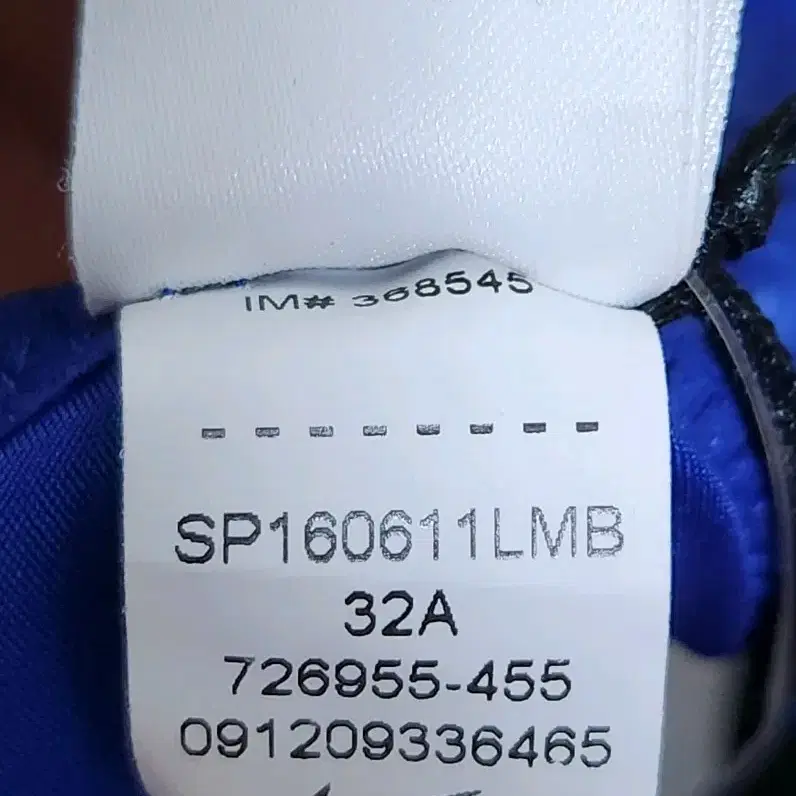 IM# 368545
- - - - - - - -
SP160611LMB
32A
726955-455
091209336465